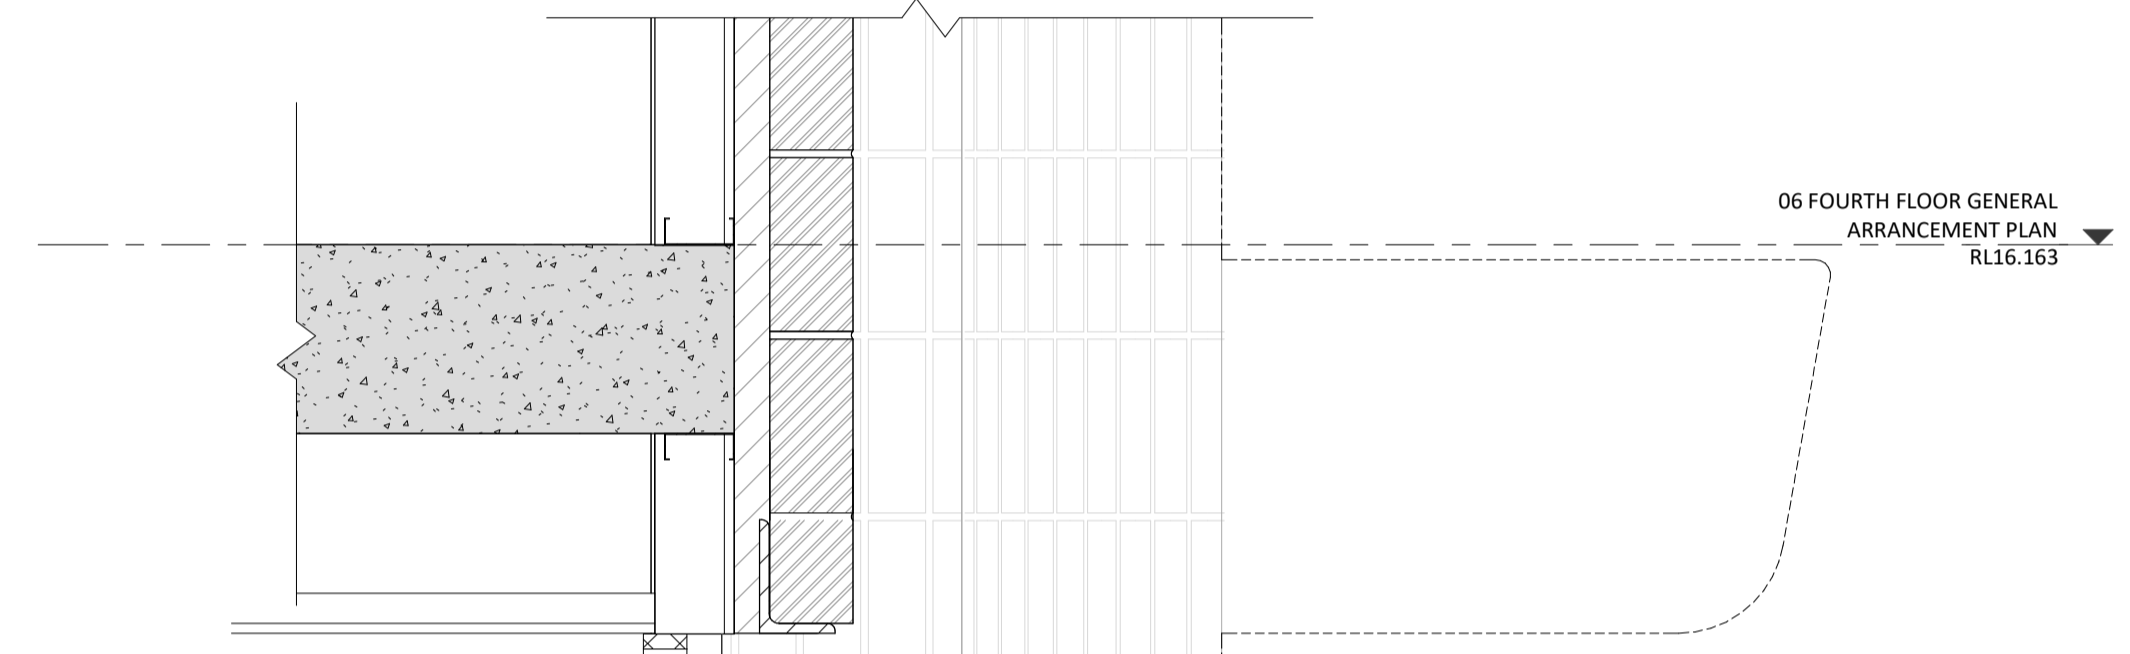 06 FOURTH FLOOR GENERAL
ARRANCEMENT PLAN
RL16.163